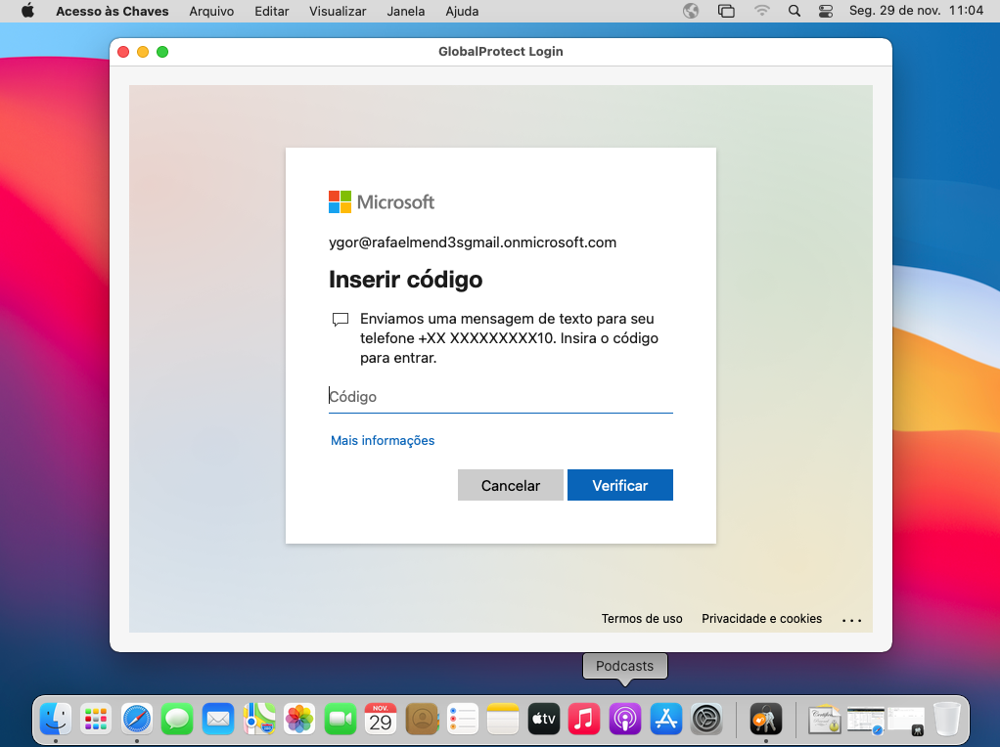 Acesso às Chaves Arquivo Editar Visualizar Janela Ajuda Seg. 29 de nov. 11:04
GlobalProtect Login
Microsoft
ygor@rafaelmend3sgmail.onmicrosoft.com
Inserir código
Enviamos uma mensagem de texto para seu
telefone +XX XXXXXXXXX10. Insira o código
para entrar.
Código
Mais informações
Cancelar Verificar
Termos de uso Privacidade e cookies ...
Podcasts
NOV.
29
tv